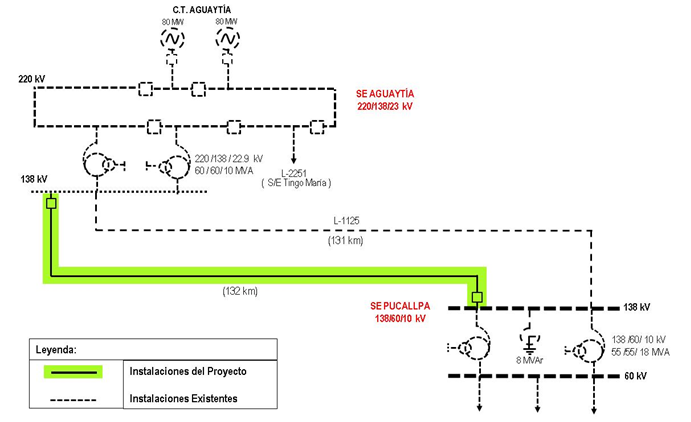 C.T. AGUAYTÍA
80 MW
80 MW
220 kV
SE AGUAYTÍA
220/138/23 kV
220 /138 / 22.9 kV
60 / 60 / 10 MVA
L-2251
( S/E Tingo María )
138 kV
L-1125
(131 km)
(132 km)
SE PUCALLPA
138/60/10 kV
138 kV
138 /60/ 10 kV
55 /55/ 18 MVA
8 MVAr
60 kV
Leyenda:
Instalaciones del Proyecto
Instalaciones Existentes